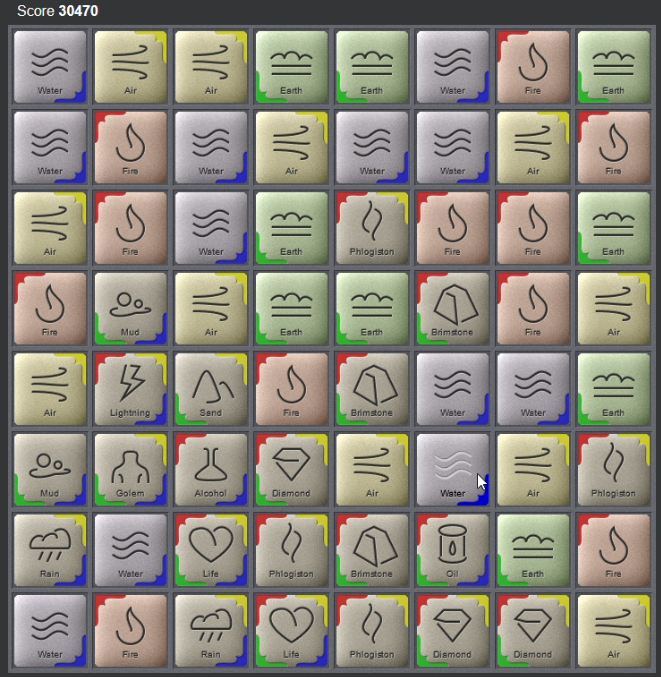 Score 30470
Water Air Air Earth Earth Water Fire Earth
Water Fire Water Air Water Water Air Fire
Air Fire Water Earth Phlogiston Fire Fire Earth
Fire Mud Air Earth Earth Brimstone Fire Air
Air Lightning Sand Fire Brimstone Water Water Earth
Mud Golem Alcohol Diamond Air Water Air Phlogiston
Rain Water Life Phlogiston Brimstone Oil Earth Fire
Water Fire Rain Life Phlogiston Diamond Diamond Air